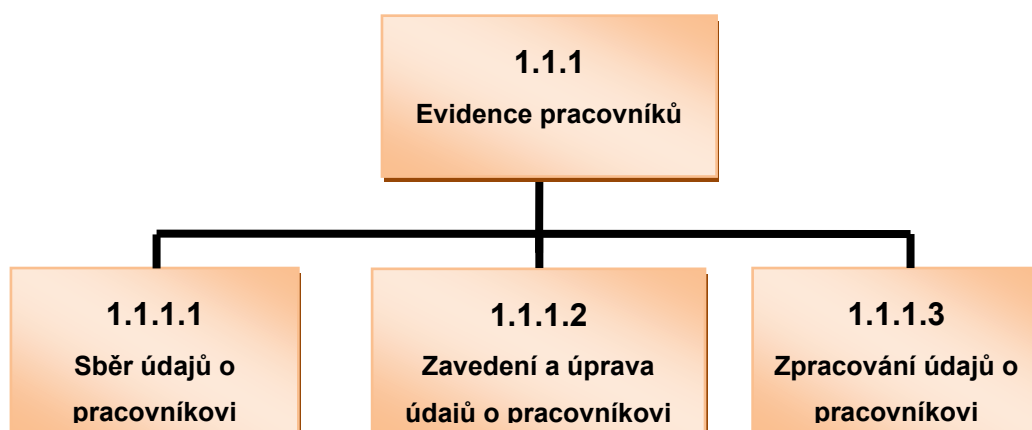 1.1.1
Evidence pracovníků
1.1.1.1
Sběr údajů o
pracovníkovi
1.1.1.2
Zavedení a úprava
údajů o pracovníkovi
1.1.1.3
Zpracování údajů o
pracovníkovi